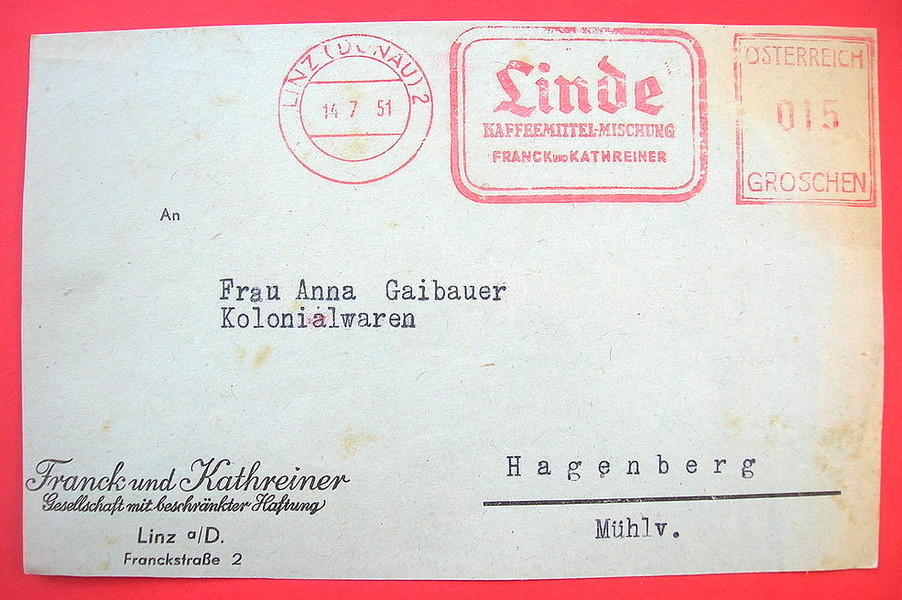 LINZ (DONAU) 2
14 7 51
Linde
KAFFEEMITTEL-MISCHUNG
FRANCK UND KATHREINER
ÖSTERREICH
015
GROSCHEN
An
Frau Anna Gaibauer
Kolonialwaren
Franck und Kathreiner
Gesellschaft mit beschränkter Haftung
Linz a/D.
Franckstraße 2
Hagenberg
Mühlv.